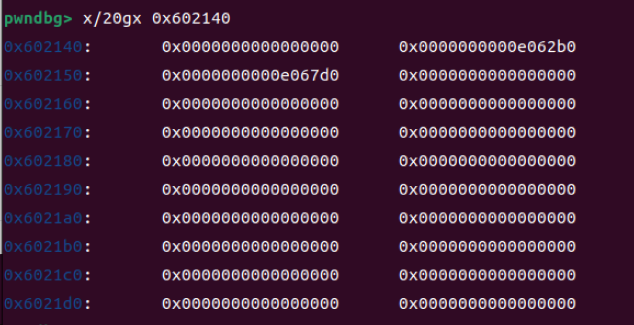 pwndbg> x/20gx 0x602140
0x602140: 0x0000000000000000 0x0000000000e062b0
0x602150: 0x0000000000e067d0 0x0000000000000000
0x602160: 0x0000000000000000 0x0000000000000000
0x602170: 0x0000000000000000 0x0000000000000000
0x602180: 0x0000000000000000 0x0000000000000000
0x602190: 0x0000000000000000 0x0000000000000000
0x6021a0: 0x0000000000000000 0x0000000000000000
0x6021b0: 0x0000000000000000 0x0000000000000000
0x6021c0: 0x0000000000000000 0x0000000000000000
0x6021d0: 0x0000000000000000 0x0000000000000000